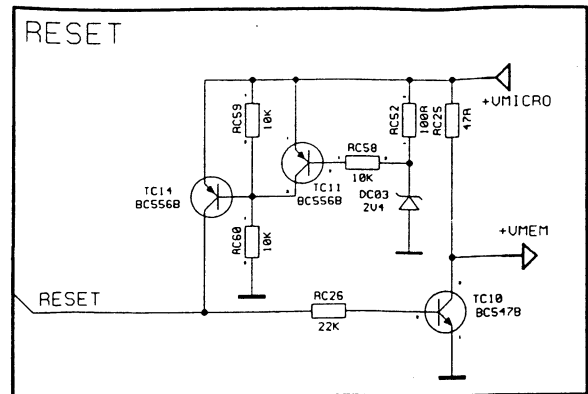 RESET
+VMICRO
RC59
10K
RC52
100R
RC25
47R
RC58
10K
TC14
BC556B
TC11
BC556B
DC03
2V4
RC60
10K
+VMEM
RESET
RC26
22K
TC10
BC547B